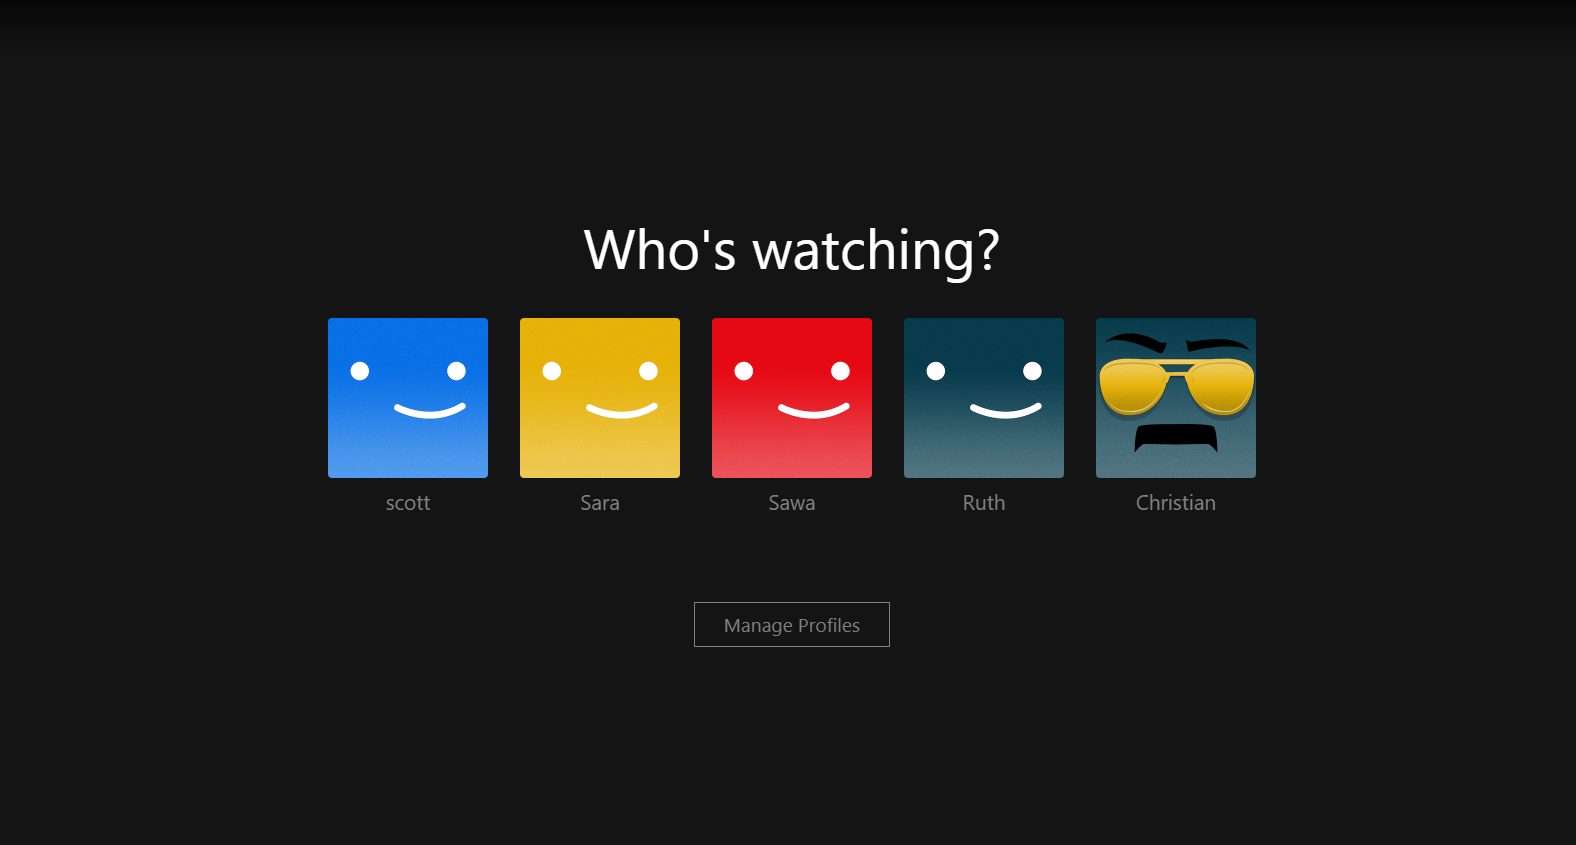 Who's watching?
scott
Sara
Sawa
Ruth
Christian
Manage Profiles